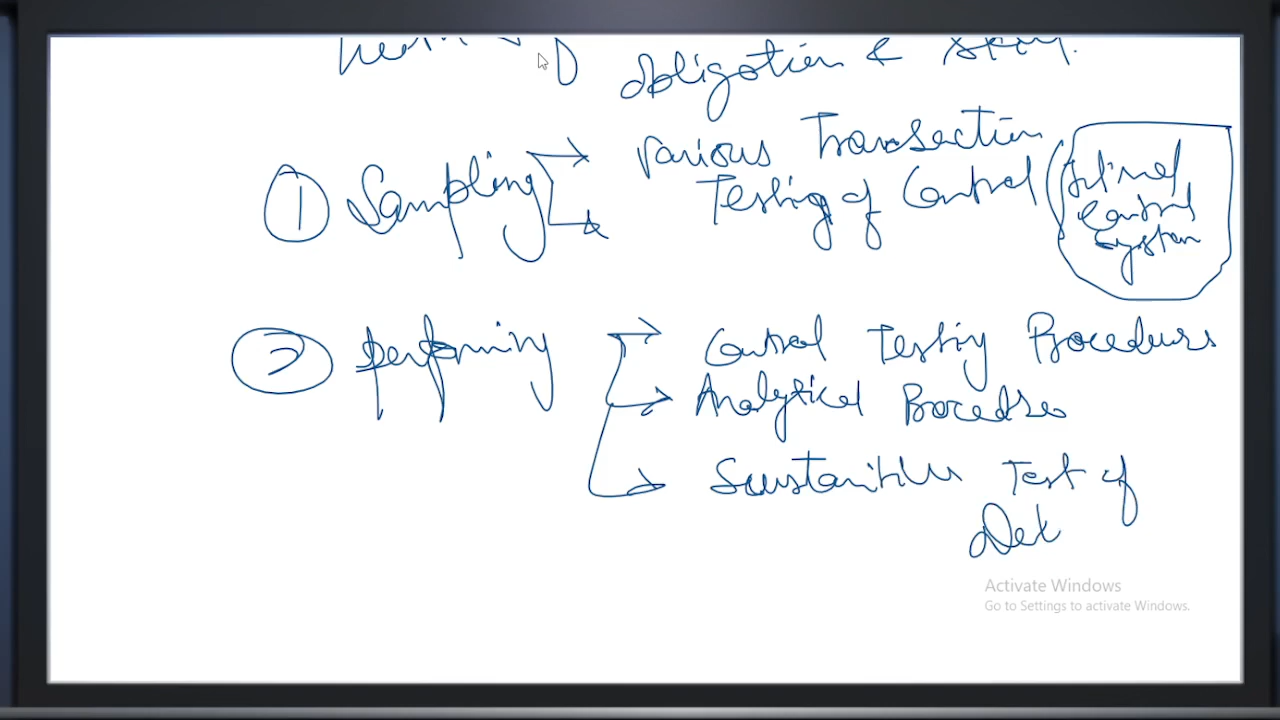 obligation &
various Transaction
① Sampling → Testing of Control (Internal Control System
② performing → Control Testing Procedures
→ Analytical Procedures
→ Substantive Test of
Det
Activate Windows
Go to Settings to activate Windows.